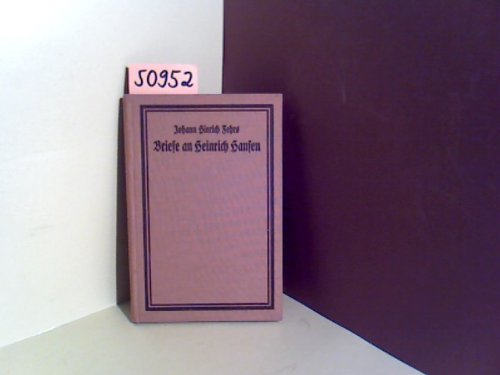 50952
Johann Hinrich Fehrs
Briefe an Heinrich Hansen